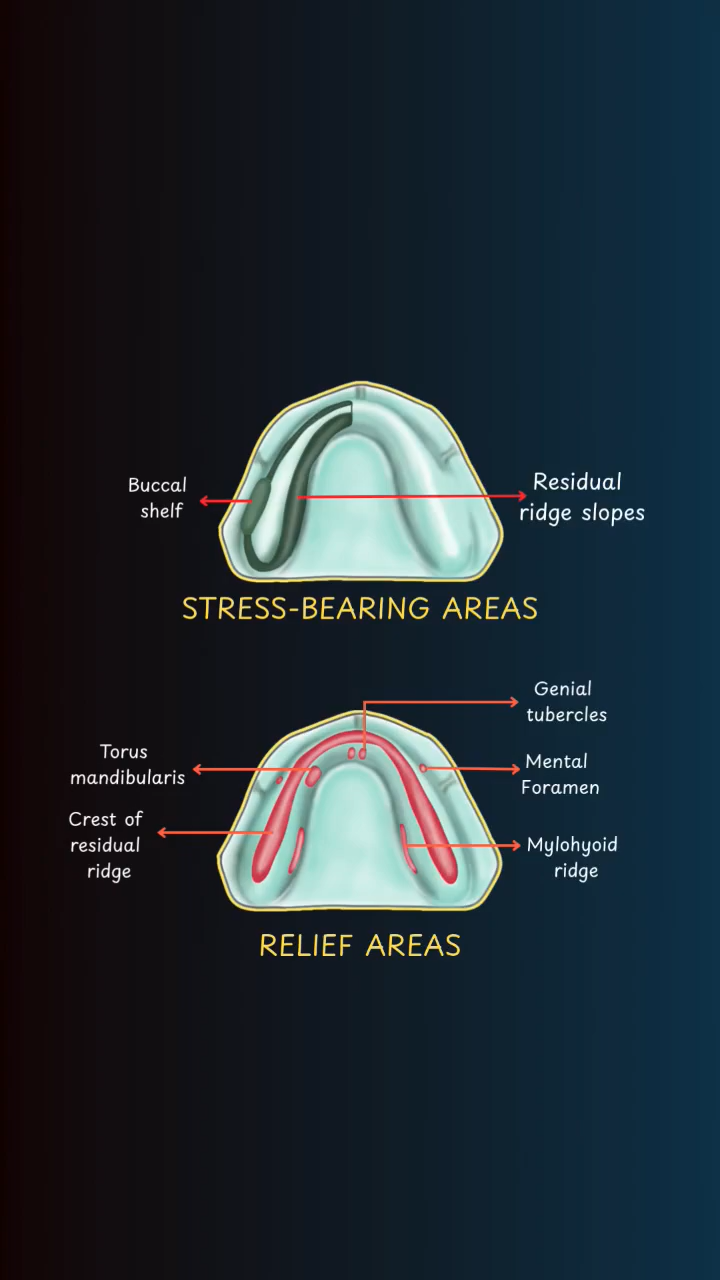 Buccal
shelf
Residual
ridge slopes
STRESS-BEARING AREAS
Genial
tubercles
Torus
mandibularis
Mental
Foramen
Crest of
residual
ridge
Mylohyoid
ridge
RELIEF AREAS